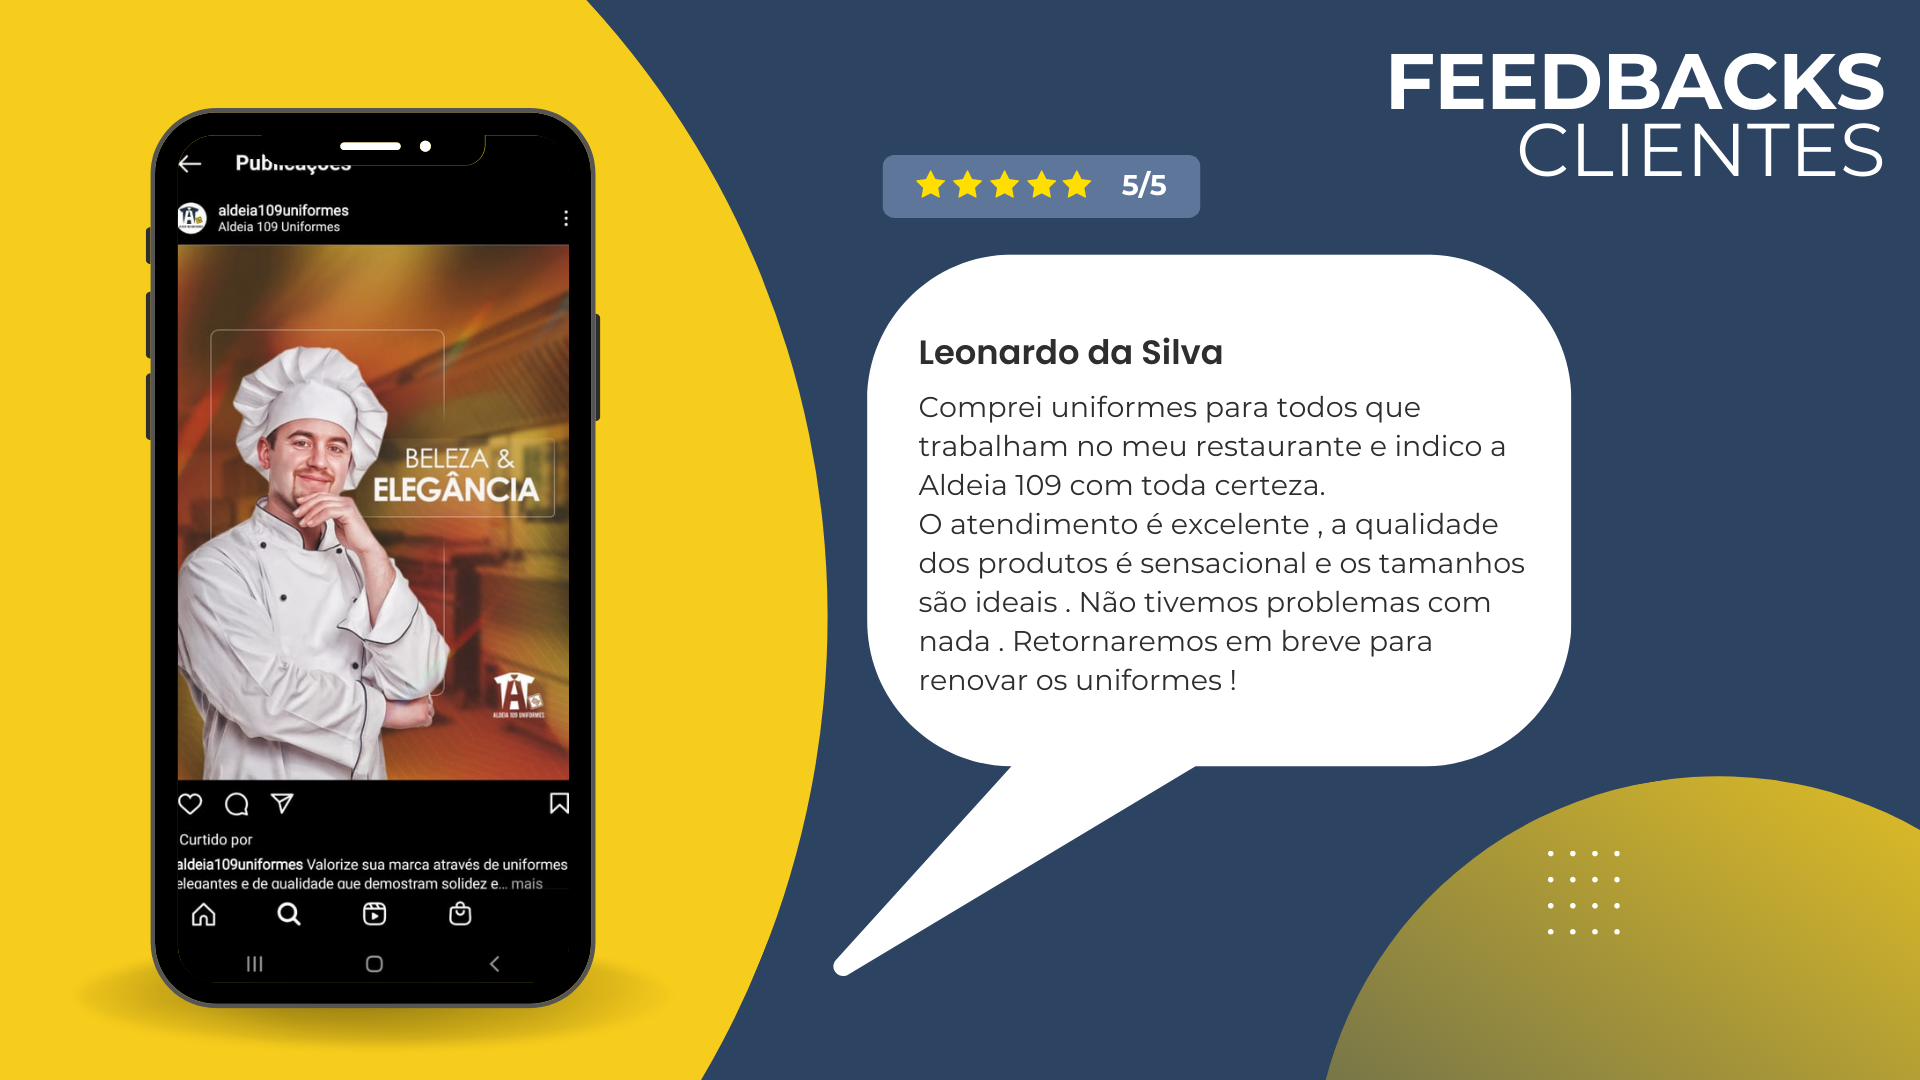 FEEDBACKS
CLIENTES
5/5
Leonardo da Silva
Comprei uniformes para todos que
trabalham no meu restaurante e indico a
Aldeia 109 com toda certeza.
O atendimento é excelente , a qualidade
dos produtos é sensacional e os tamanhos
são ideais . Não tivemos problemas com
nada . Retornaremos em breve para
renovar os uniformes !
Publicações
aldeia109uniformes
Aldeia 109 Uniformes
BELEZA &
ELEGÂNCIA
ALDEIA 109 UNIFORMES
Curtido por
aldeia109uniformes Valorize sua marca através de uniformes
elegantes e de qualidade que demostram solidez e... mais